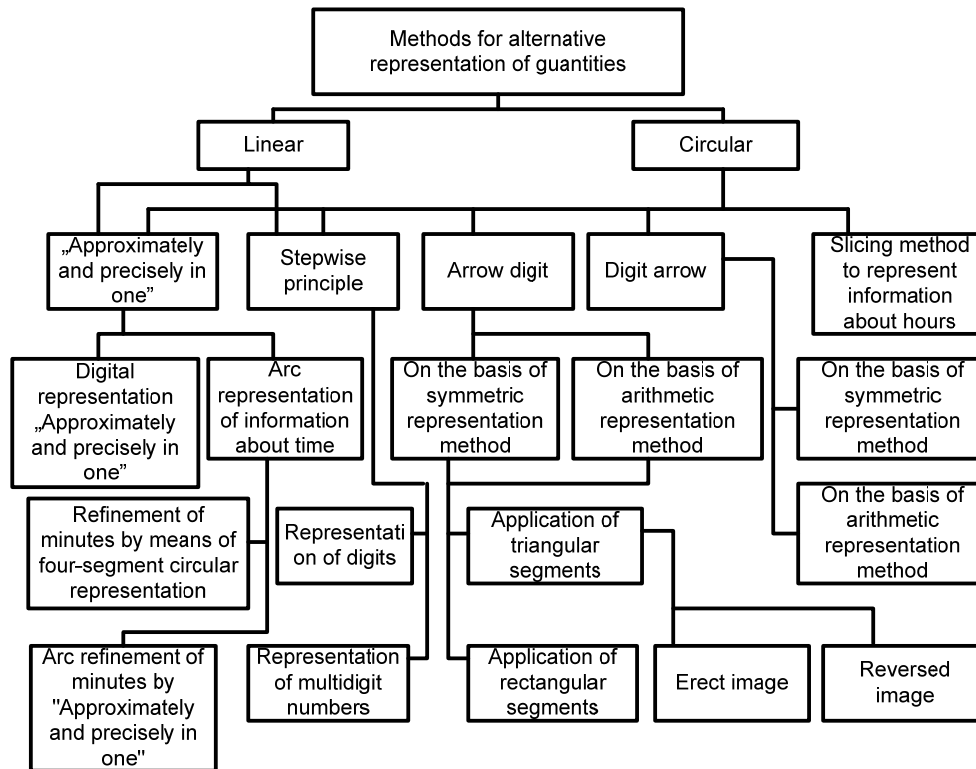 Methods for alternative
representation of guantities
Linear
Circular
„Approximately
and precisely in
one”
Stepwise
principle
Arrow digit
Digit arrow
Slicing method
to represent
information
about hours
Digital
representation
„Approximately
and precisely in
one”
Arc
representation
of information
about time
On the basis of
symmetric
representation
method
On the basis of
arithmetic
representation
method
On the basis of
symmetric
representation
method
Refinement of
minutes by means of
four-segment circular
representation
Representati
on of digits
Application of
triangular
segments
On the basis of
arithmetic
representation
method
Arc refinement of
minutes by
"Approximately
and precisely in
one"
Representation
of multidigit
numbers
Application of
rectangular
segments
Erect image
Reversed
image